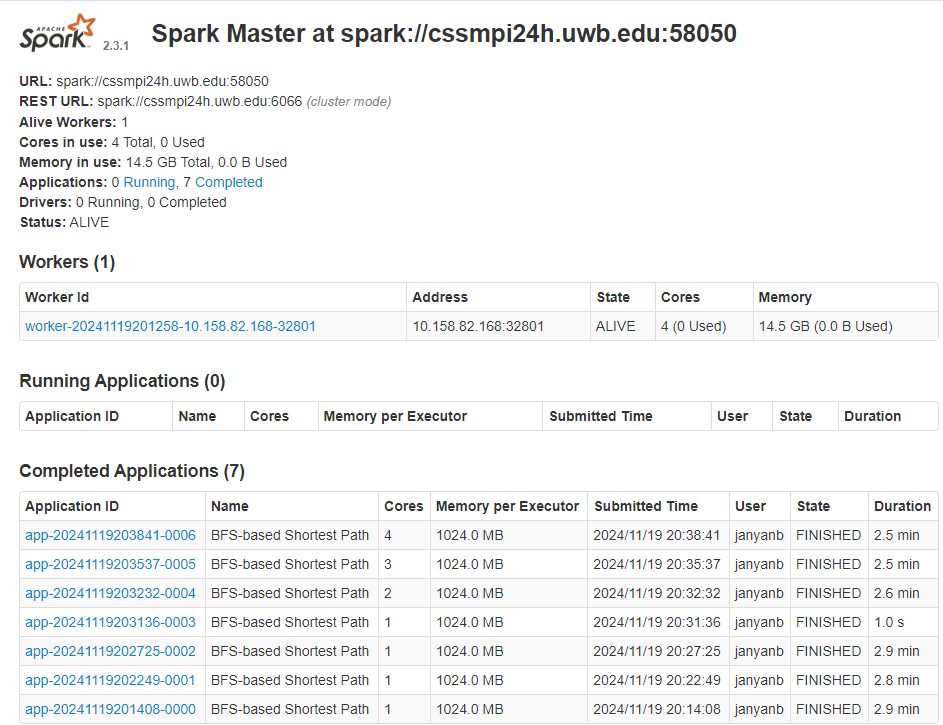 APACHE Spark 2.3.1 Spark Master at spark://cssmpi24h.uwb.edu:58050
URL: spark://cssmpi24h.uwb.edu:58050
REST URL: spark://cssmpi24h.uwb.edu:6066 (cluster mode)
Alive Workers: 1
Cores in use: 4 Total, 0 Used
Memory in use: 14.5 GB Total, 0.0 B Used
Applications: 0 Running, 7 Completed
Drivers: 0 Running, 0 Completed
Status: ALIVE
Workers (1)
Worker Id Address State Cores Memory
worker-20241119201258-10.158.82.168-32801 10.158.82.168:32801 ALIVE 4 (0 Used) 14.5 GB (0.0 B Used)
Running Applications (0)
Application ID Name Cores Memory per Executor Submitted Time User State Duration
Completed Applications (7)
Application ID Name Cores Memory per Executor Submitted Time User State Duration
app-20241119203841-0006 BFS-based Shortest Path 4 1024.0 MB 2024/11/19 20:38:41 janyanb FINISHED 2.5 min
app-20241119203537-0005 BFS-based Shortest Path 3 1024.0 MB 2024/11/19 20:35:37 janyanb FINISHED 2.5 min
app-20241119203232-0004 BFS-based Shortest Path 2 1024.0 MB 2024/11/19 20:32:32 janyanb FINISHED 2.6 min
app-20241119203136-0003 BFS-based Shortest Path 1 1024.0 MB 2024/11/19 20:31:36 janyanb FINISHED 1.0 s
app-20241119202725-0002 BFS-based Shortest Path 1 1024.0 MB 2024/11/19 20:27:25 janyanb FINISHED 2.9 min
app-20241119202249-0001 BFS-based Shortest Path 1 1024.0 MB 2024/11/19 20:22:49 janyanb FINISHED 2.8 min
app-20241119201408-0000 BFS-based Shortest Path 1 1024.0 MB 2024/11/19 20:14:08 janyanb FINISHED 2.9 min